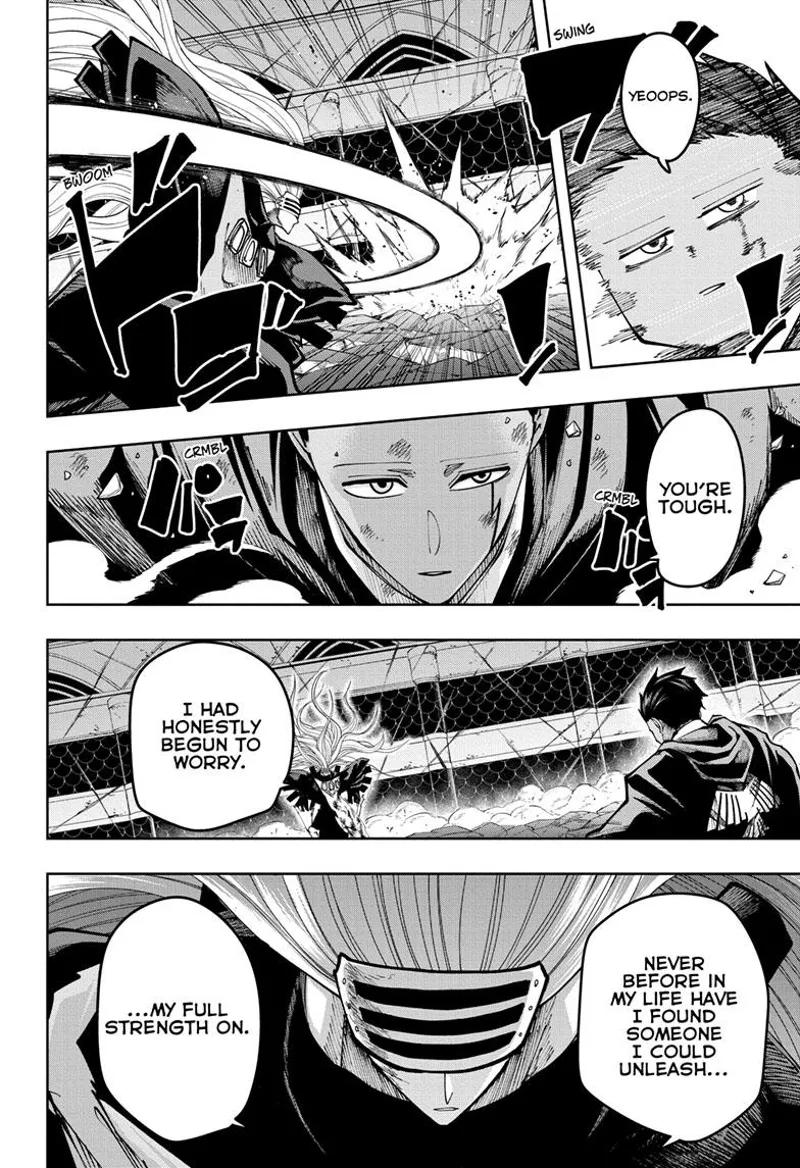 SWING
YEOOPS.
BWOOM
YOU'RE
TOUGH.
CRMBL
CRMBL
I HAD
HONESTLY
BEGUN TO
WORRY.
NEVER
BEFORE IN
MY LIFE HAVE
I FOUND
SOMEONE
I COULD
UNLEASH...
...MY FULL
STRENGTH ON.